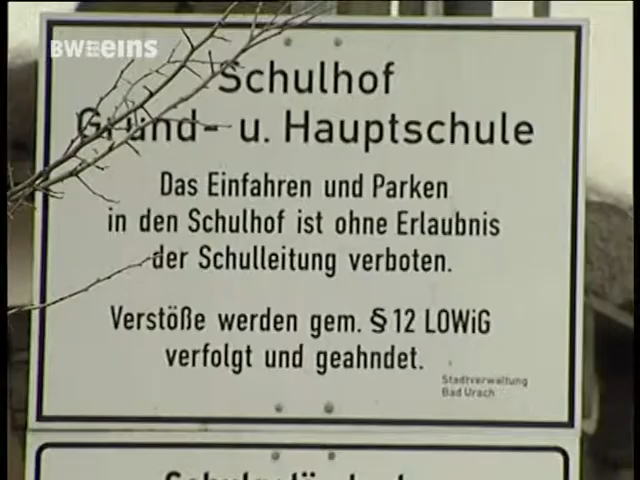 BW eins
Schulhof
Grund- u. Hauptschule
Das Einfahren und Parken
in den Schulhof ist ohne Erlaubnis
der Schulleitung verboten.
Verstöße werden gem. § 12 LOWiG
verfolgt und geahndet.
Stadtverwaltung
Bad Urach